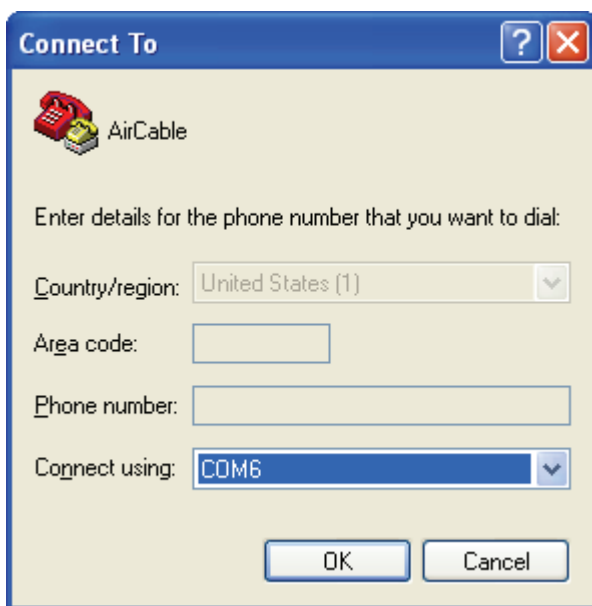 Connect To
AirCable
Enter details for the phone number that you want to dial:
Country/region: United States (1)
Area code:
Phone number:
Connect using: COM6
OK Cancel